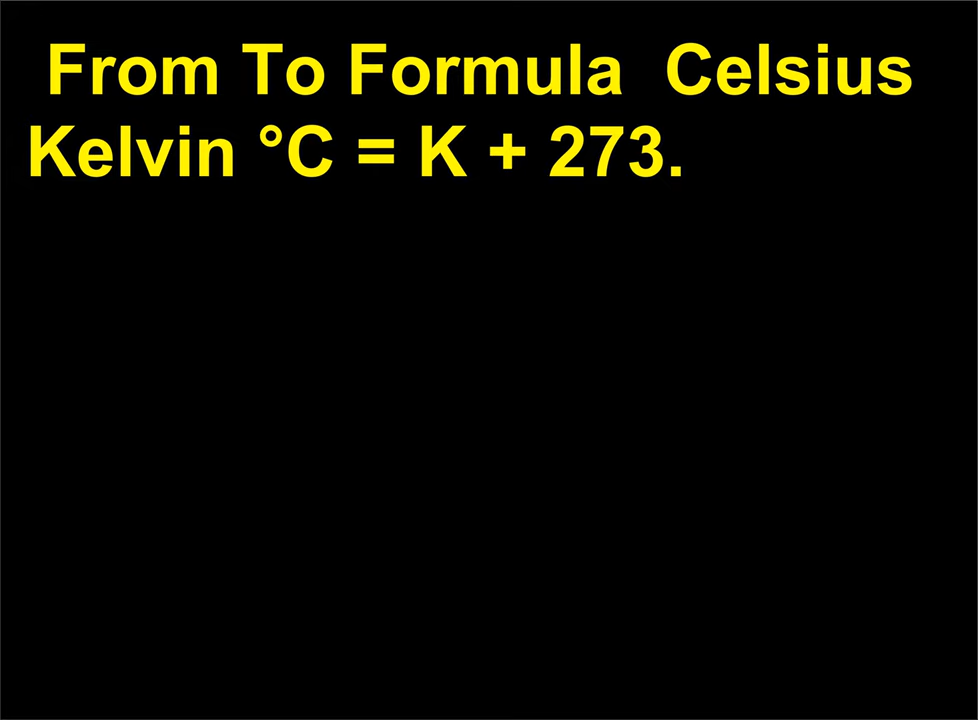 From To Formula  Celsius
Kelvin °C = K + 273.